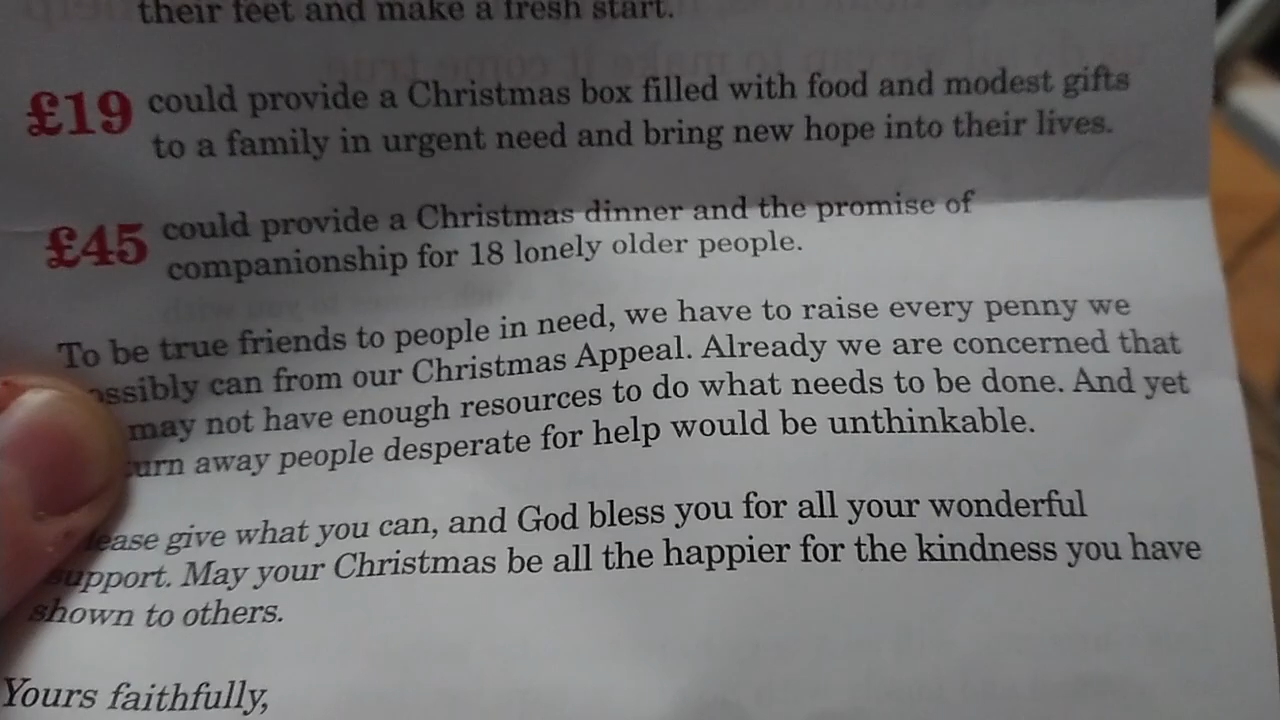 their feet and make a fresh start.
£19 could provide a Christmas box filled with food and modest gifts
to a family in urgent need and bring new hope into their lives.
£45 could provide a Christmas dinner and the promise of
companionship for 18 lonely older people.
To be true friends to people in need, we have to raise every penny we
ossibly can from our Christmas Appeal. Already we are concerned that
may not have enough resources to do what needs to be done. And yet
urn away people desperate for help would be unthinkable.
lease give what you can, and God bless you for all your wonderful
support. May your Christmas be all the happier for the kindness you have
shown to others.
Yours faithfully,